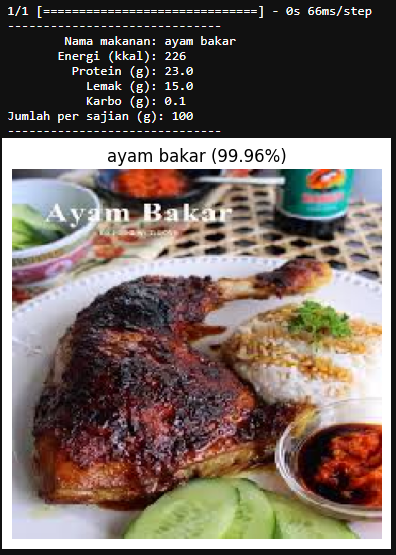 1/1 [==============================] - 0s 66ms/step
------------------------------
Nama makanan: ayam bakar
Energi (kkal): 226
Protein (g): 23.0
Lemak (g): 15.0
Karbo (g): 0.1
Jumlah per sajian (g): 100
------------------------------
ayam bakar (99.96%)
Ayam Bakar